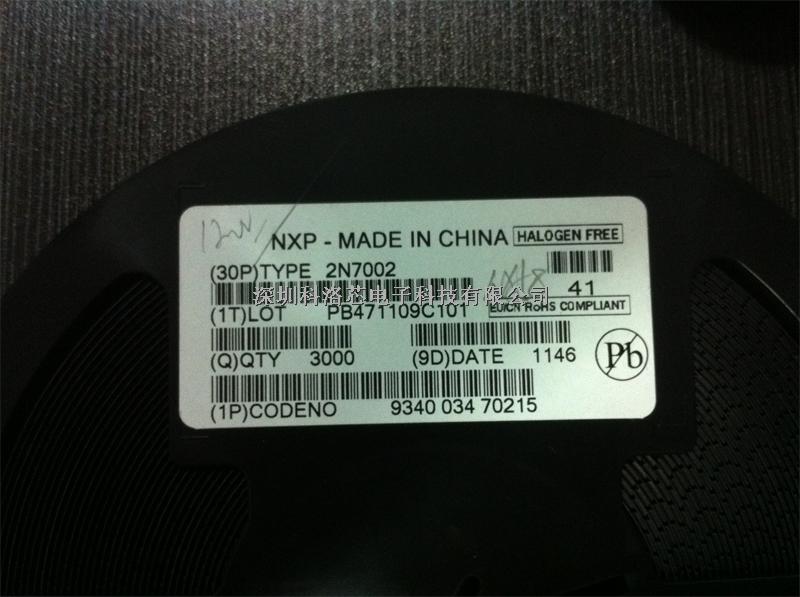 NXP - MADE IN CHINA HALOGEN FREE
(30P)TYPE 2N7002
41
深圳科洛芯电子科技有限公司
(1T)LOT PB471109C101 EU/CN ROHS COMPLIANT
(Q)QTY 3000 (9D)DATE 1146 Pb
(1P)CODENO 9340 034 70215